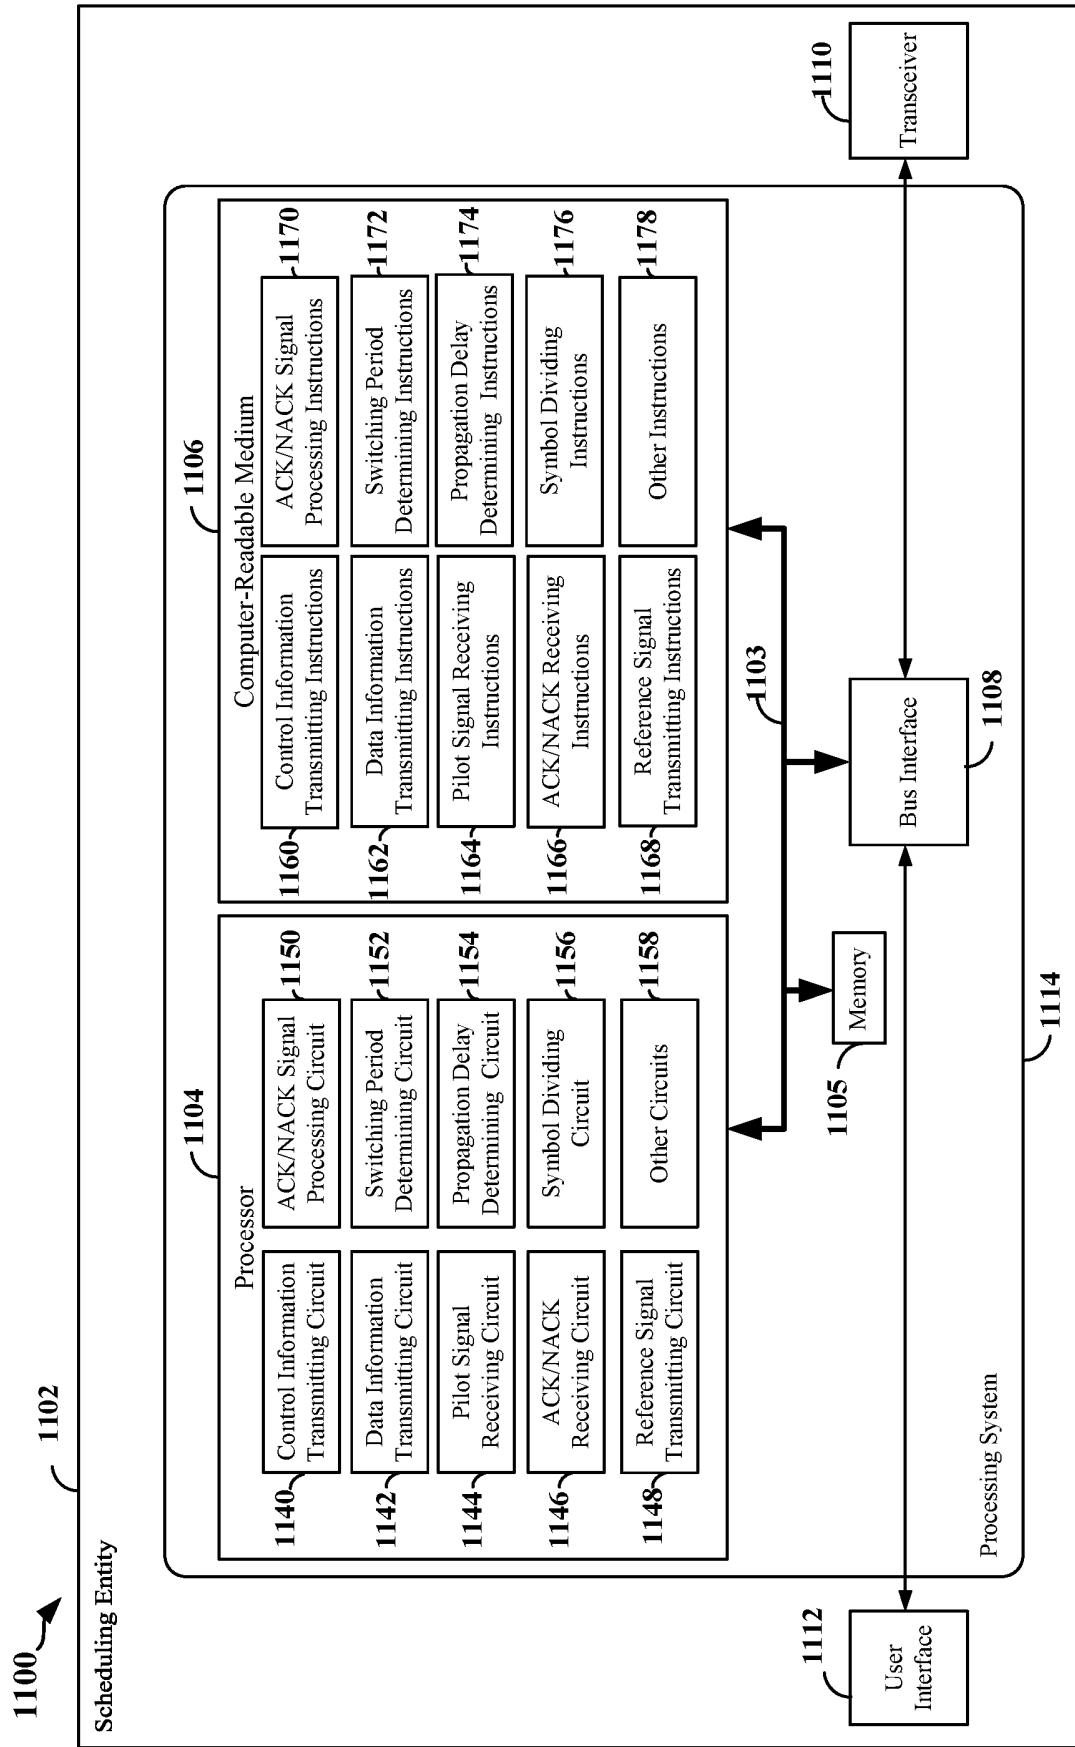 1100
1102
Scheduling Entity
1104
Processor
1140
Control Information
Transmitting Circuit
ACK/NACK Signal
Processing Circuit
1150
1142
Data Information
Transmitting Circuit
Switching Period
Determining Circuit
1152
1144
Pilot Signal
Receiving Circuit
Propagation Delay
Determining Circuit
1154
1146
ACK/NACK
Receiving Circuit
Symbol Dividing
Circuit
1156
1148
Reference Signal
Transmitting Circuit
Other Circuits
1158
1106
Computer-Readable Medium
1160
Control Information
Transmitting Instructions
ACK/NACK Signal
Processing Instructions
1170
1162
Data Information
Transmitting Instructions
Switching Period
Determining Instructions
1172
1164
Pilot Signal Receiving
Instructions
Propagation Delay
Determining Instructions
1174
1166
ACK/NACK Receiving
Instructions
Symbol Dividing
Instructions
1176
1168
Reference Signal
Transmitting Instructions
Other Instructions
1178
1103
1105
Memory
1112
User
Interface
Bus Interface
1108
1110
Transceiver
Processing System
1114